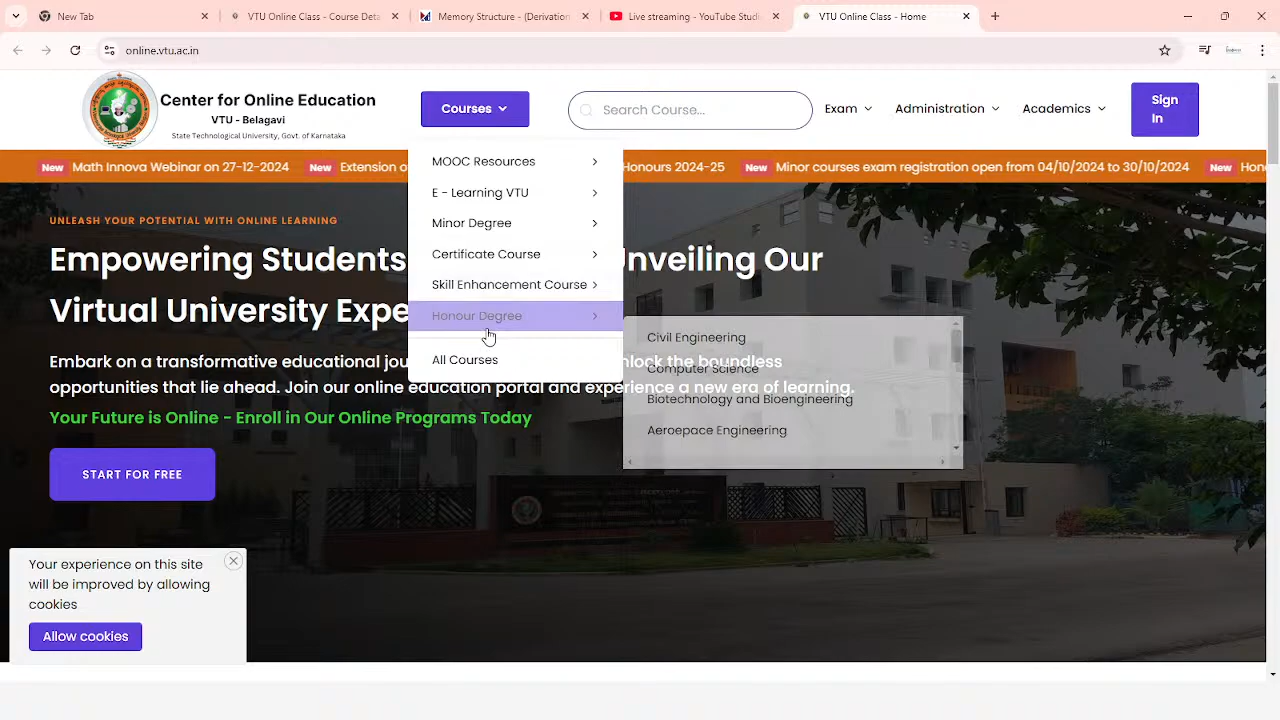 New Tab
VTU Online Class - Course Deta
Memory Structure - (Derivation
Live streaming - YouTube Studi
VTU Online Class - Home
online.vtu.ac.in
Center for Online Education
VTU - Belagavi
State Technological University, Govt. of Karnataka
Courses
Search Course...
Exam
Administration
Academics
Sign
In
New Math Innova Webinar on 27-12-2024 New Extension o
Honours 2024-25 New Minor courses exam registration open from 04/10/2024 to 30/10/2024 New Hono
MOOC Resources
E - Learning VTU
Minor Degree
Certificate Course
Skill Enhancement Course
Honour Degree
All Courses
Civil Engineering
Computer Science
Biotechnology and Bioengineering
Aeroepace Engineering
UNLEASH YOUR POTENTIAL WITH ONLINE LEARNING
Empowering Students Unveiling Our
Virtual University Expe
Embark on a transformative educational jou nlock the boundless
opportunities that lie ahead. Join our online education portal and experience a new era of learning.
Your Future is Online - Enroll in Our Online Programs Today
START FOR FREE
Your experience on this site
will be improved by allowing
cookies
Allow cookies